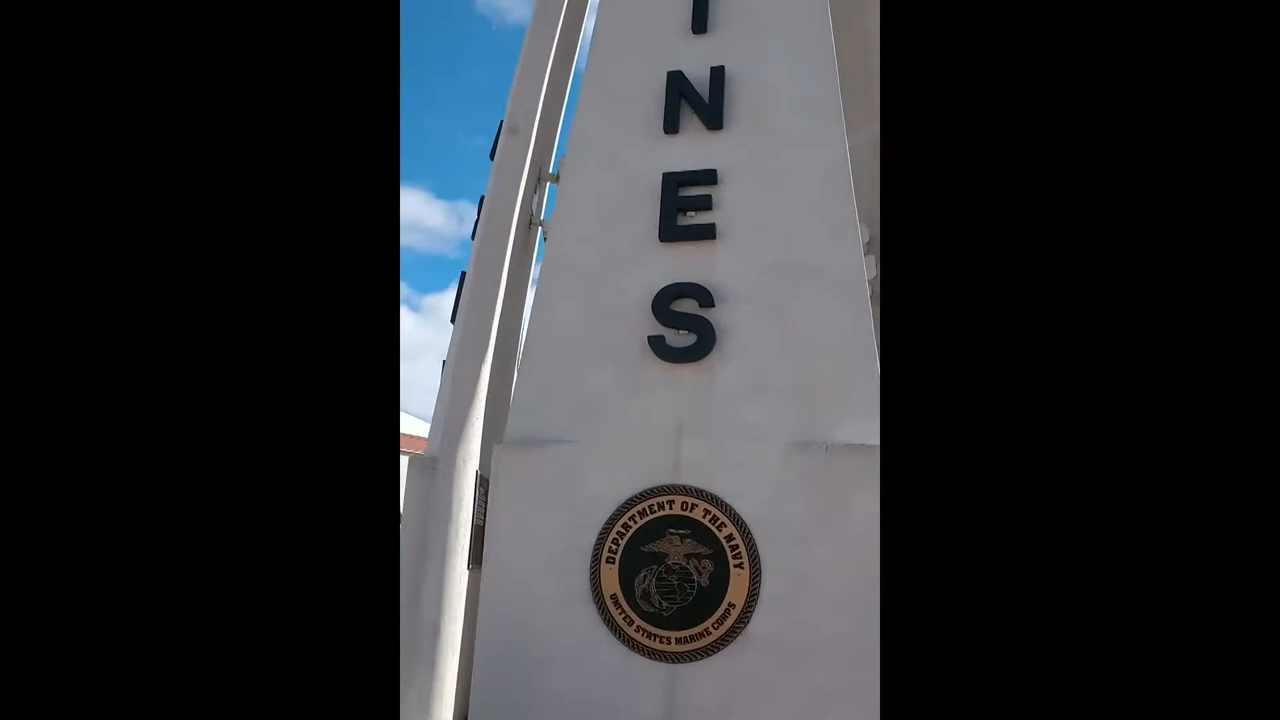 I
N
E
S
DEPARTMENT OF THE NAVY
UNITED STATES MARINE CORPS